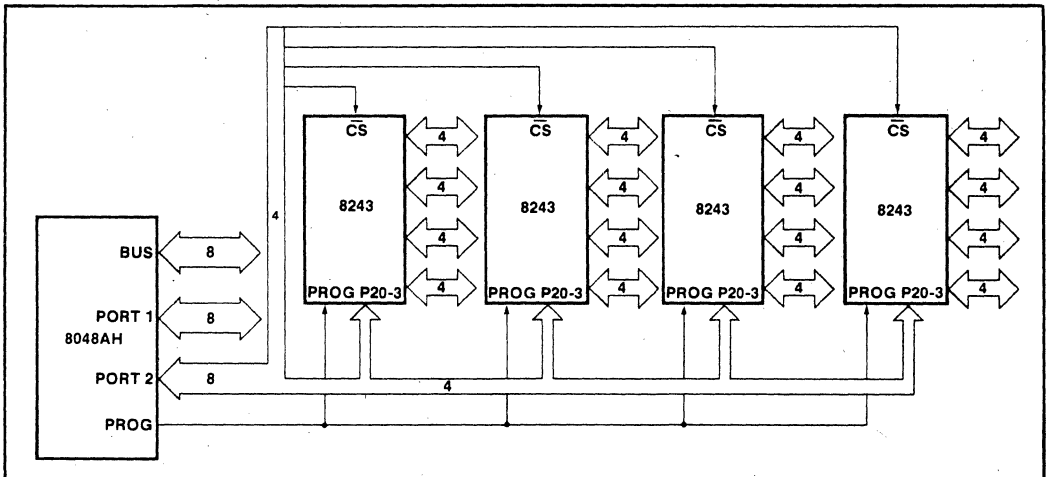 CS CS CS CS
4 4 4 4
8243 8243 8243 8243
4 4 4 4
4
BUS 8
4 4 4 4
PROG P20-3 PROG P20-3 PROG P20-3 PROG P20-3
4 4 4 4
PORT 1 8
8048AH
PORT 2 8 4
PROG